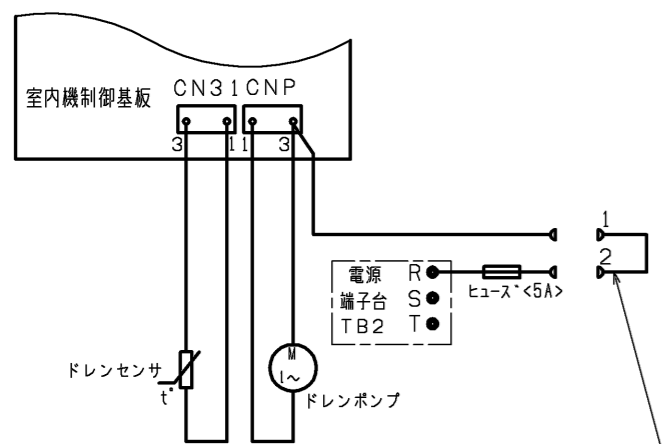 室内機制御基板
CN31 CNP
3 1 1 3
1
2
電源 R
端子台 S
TB2 T
ヒューズ<5A>
ドレンセンサ
t°
M
1~
ドレンポンプ